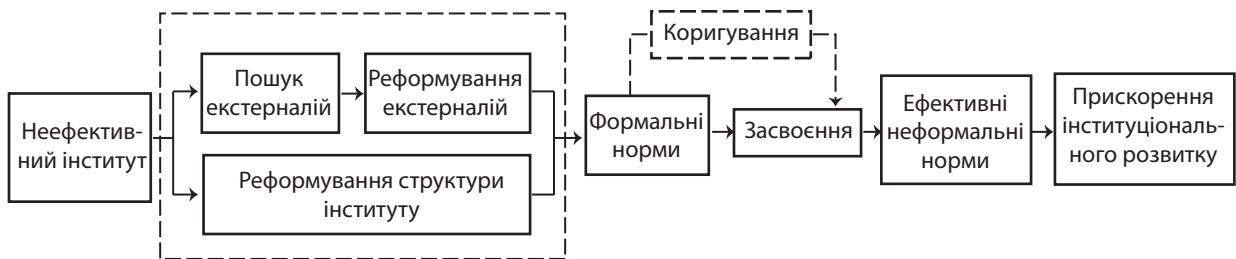 Неефектив-
ний інститут
Пошук
екстерналій
Реформування
екстерналій
Реформування структури
інституту
Формальні
норми
Коригування
Засвоєння
Ефективні
неформальні
норми
Прискорення
інституціональ-
ного розвитку